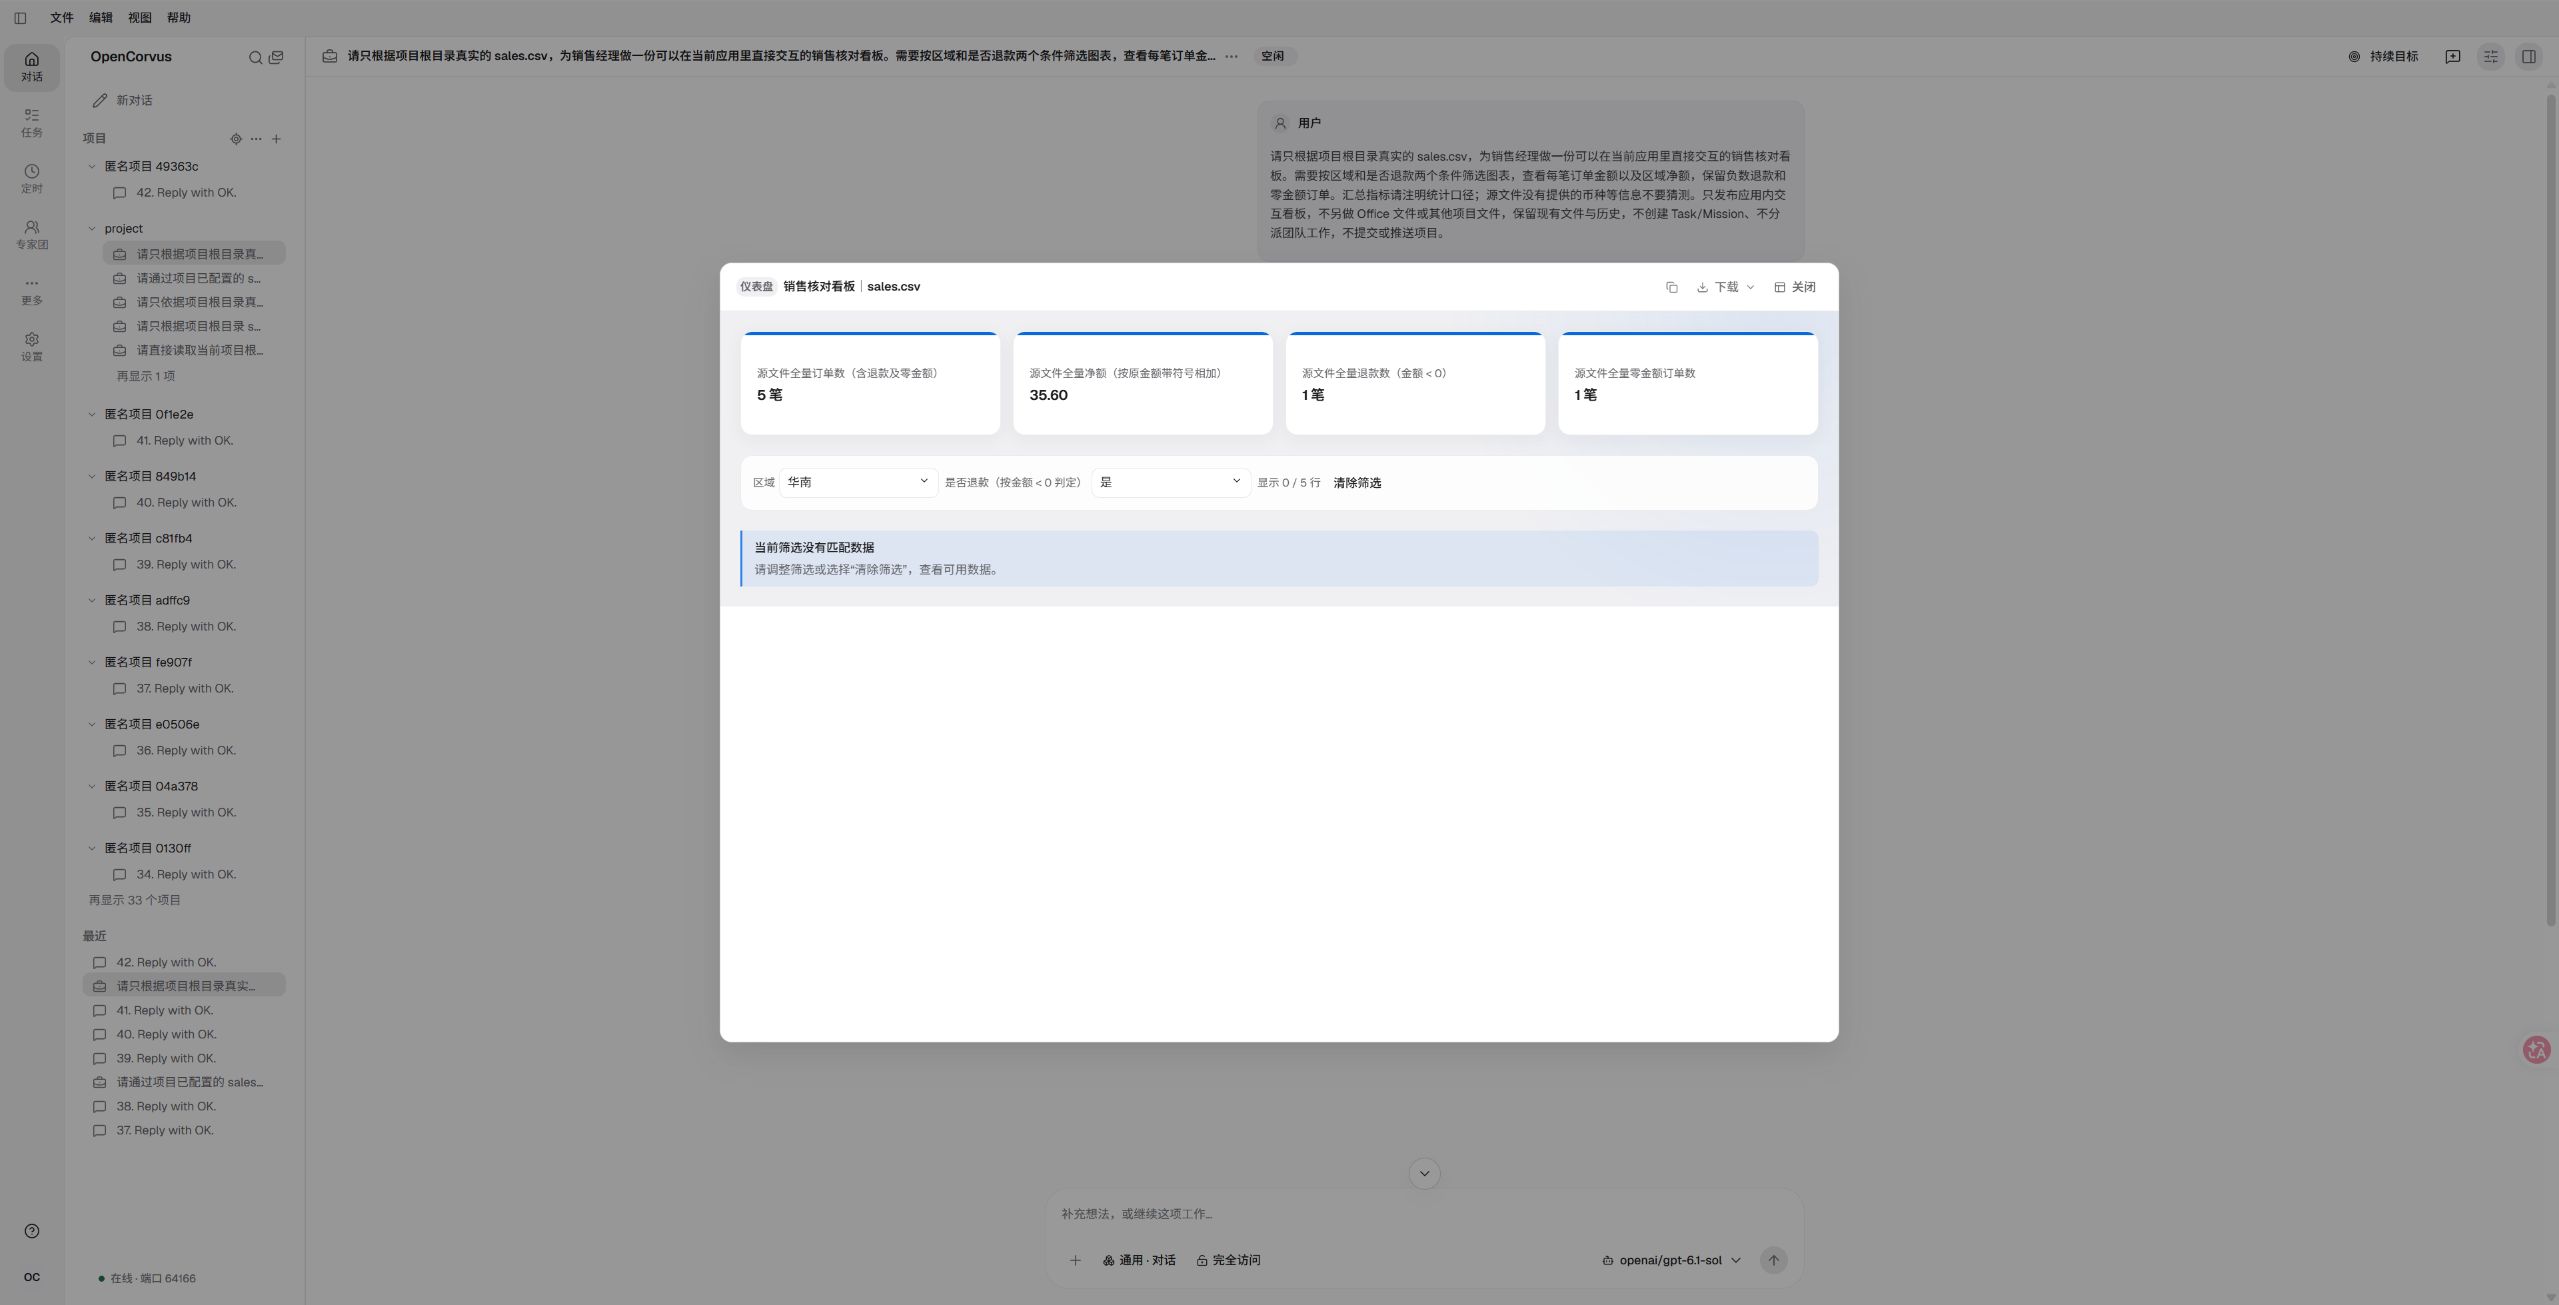 文件 编辑 视图 帮助
对话
任务
定时
专家团
更多
设置
OC
OpenCorvus
新对话
项目
匿名项目 49363c
42. Reply with OK.
project
请只根据项目根目录真...
请通过项目已配置的 s...
请只依据项目根目录真...
请只根据项目根目录 s...
请直接读取当前项目根...
再显示 1 项
匿名项目 0f1e2e
41. Reply with OK.
匿名项目 849b14
40. Reply with OK.
匿名项目 c81fb4
39. Reply with OK.
匿名项目 adffc9
38. Reply with OK.
匿名项目 fe907f
37. Reply with OK.
匿名项目 e0506e
36. Reply with OK.
匿名项目 04a378
35. Reply with OK.
匿名项目 0130ff
34. Reply with OK.
再显示 33 个项目
最近
42. Reply with OK.
请只根据项目根目录真实...
41. Reply with OK.
40. Reply with OK.
39. Reply with OK.
请通过项目已配置的 sales...
38. Reply with OK.
37. Reply with OK.
在线 · 端口 64166
请只根据项目根目录真实的 sales.csv，为销售经理做一份可以在当前应用里直接交互的销售核对看板。需要按区域和是否退款两个条件筛选图表，查看每笔订单金... 空闲
持续目标
用户
请只根据项目根目录真实的 sales.csv，为销售经理做一份可以在当前应用里直接交互的销售核对看
板。需要按区域和是否退款两个条件筛选图表，查看每笔订单金额以及区域净额，保留负数退款和
零金额订单。汇总指标请注明统计口径；源文件没有提供的币种等信息不要猜测。只发布应用内交
互看板，不另做 Office 文件或其他项目文件，保留现有文件与历史，不创建 Task/Mission、不分
派团队工作，不提交或推送项目。
仪表盘 销售核对看板｜sales.csv
下载 关闭
源文件全量订单数（含退款及零金额）
5 笔
源文件全量净额（按原金额带符号相加）
35.60
源文件全量退款数（金额 < 0）
1 笔
源文件全量零金额订单数
1 笔
区域 华南 是否退款（按金额 < 0 判定） 是 显示 0 / 5 行 清除筛选
当前筛选没有匹配数据
请调整筛选或选择“清除筛选”，查看可用数据。
补充想法，或继续这项工作...
通用 · 对话 完全访问 openai/gpt-6.1-sol